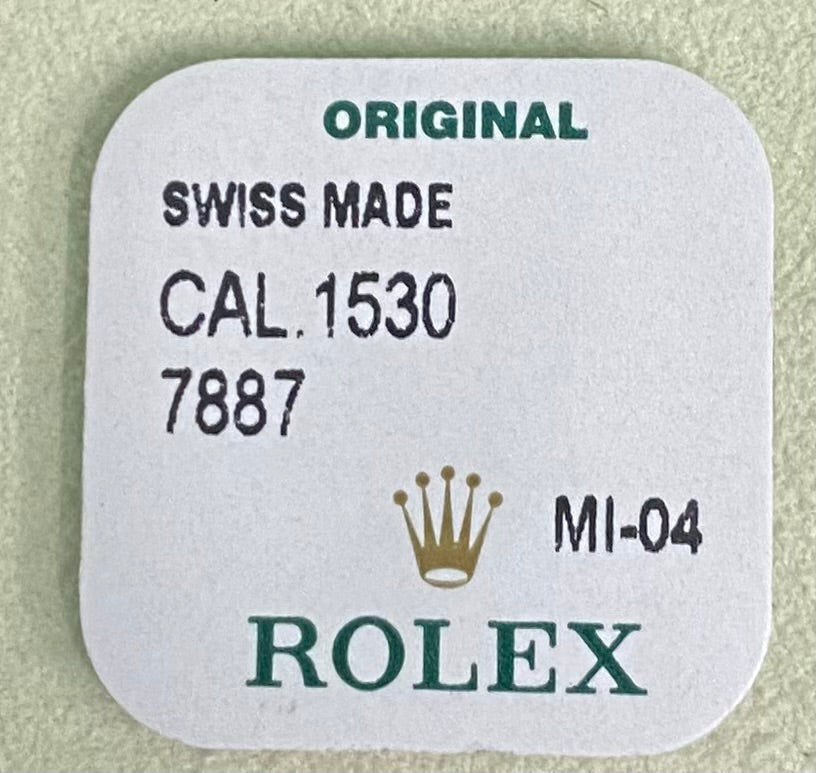 ORIGINAL
SWISS MADE
CAL.1530
7887
MI-04
ROLEX